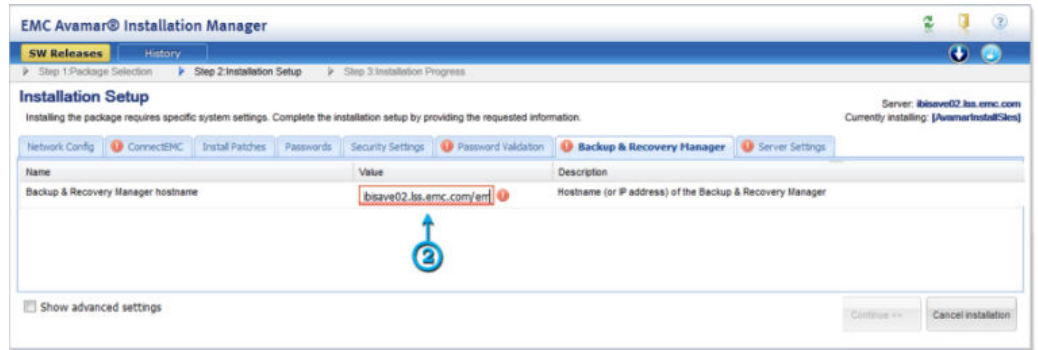 EMC Avamar® Installation Manager
SW Releases History
Step 1:Package Selection Step 2:Installation Setup Step 3:Installation Progress
Installation Setup
Server: ibisave02.lss.emc.com
Installing the package requires specific system settings. Complete the installation setup by providing the requested information.
Currently installing: [AvamarInstallSles]
Network Config ConnectEMC Install Patches Passwords Security Settings Password Validation Backup & Recovery Manager Server Settings
Name Value Description
Backup & Recovery Manager hostname ibisave02.lss.emc.com/em Hostname (or IP address) of the Backup & Recovery Manager
2
Show advanced settings
Continue >> Cancel installation